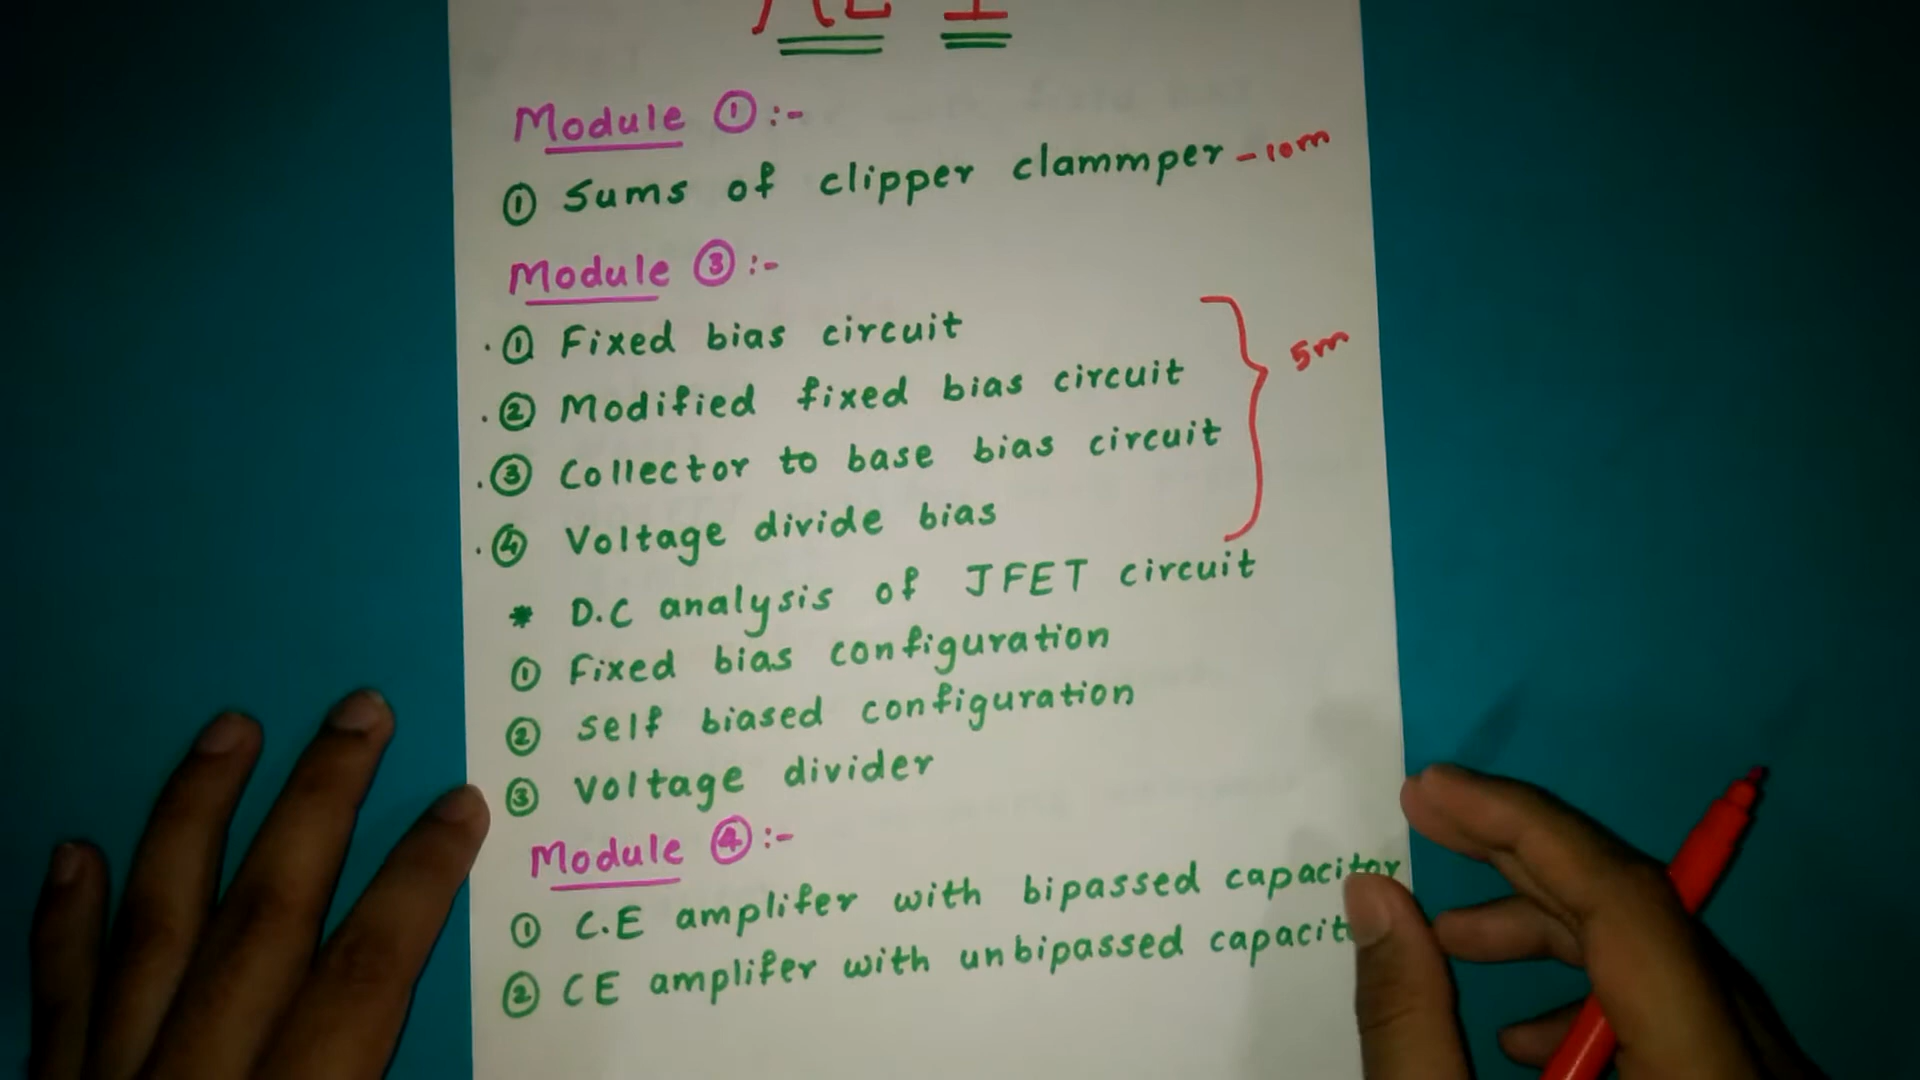 Module ① :-
① Sums of clipper clammper - 10m
Module ③ :-
① Fixed bias circuit
② Modified fixed bias circuit
5m
③ Collector to base bias circuit
④ Voltage divide bias
* D.C analysis of JFET circuit
① Fixed bias configuration
② Self biased configuration
③ Voltage divider
Module ④ :-
① C.E amplifer with bipassed capacitor
② CE amplifer with unbipassed